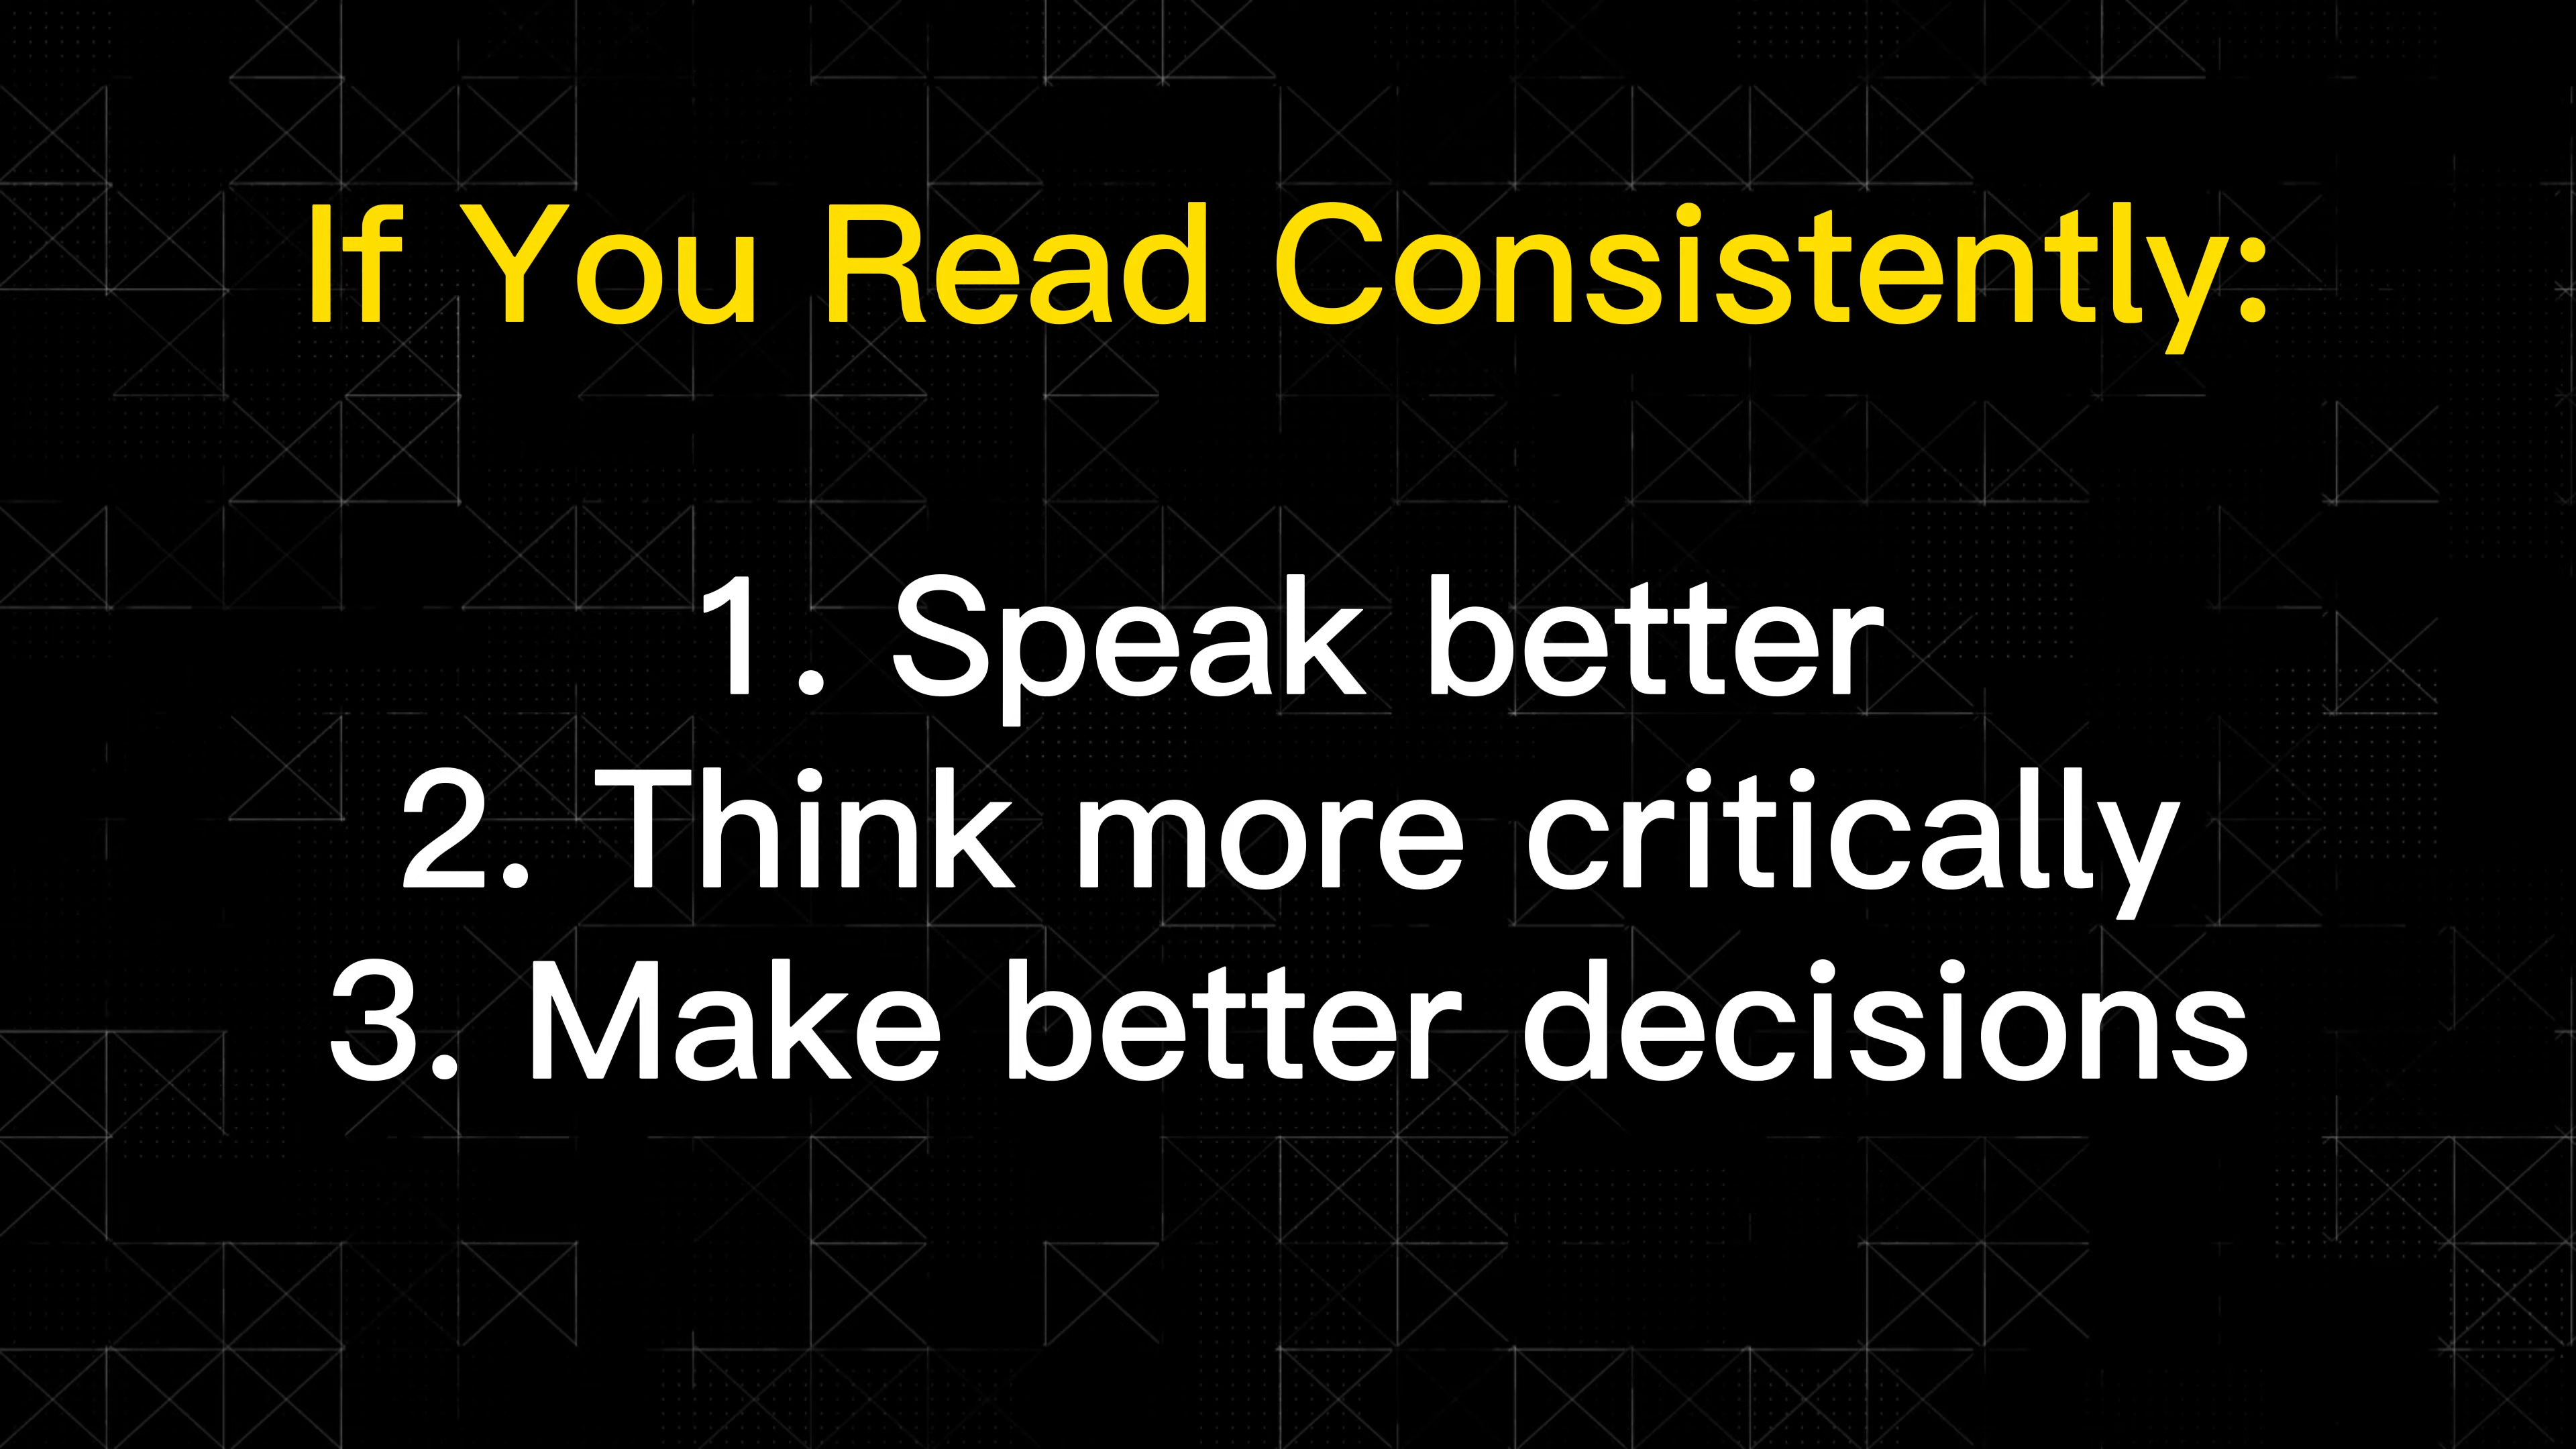 If You Read Consistently:
1. Speak better
2. Think more critically
3. Make better decisions